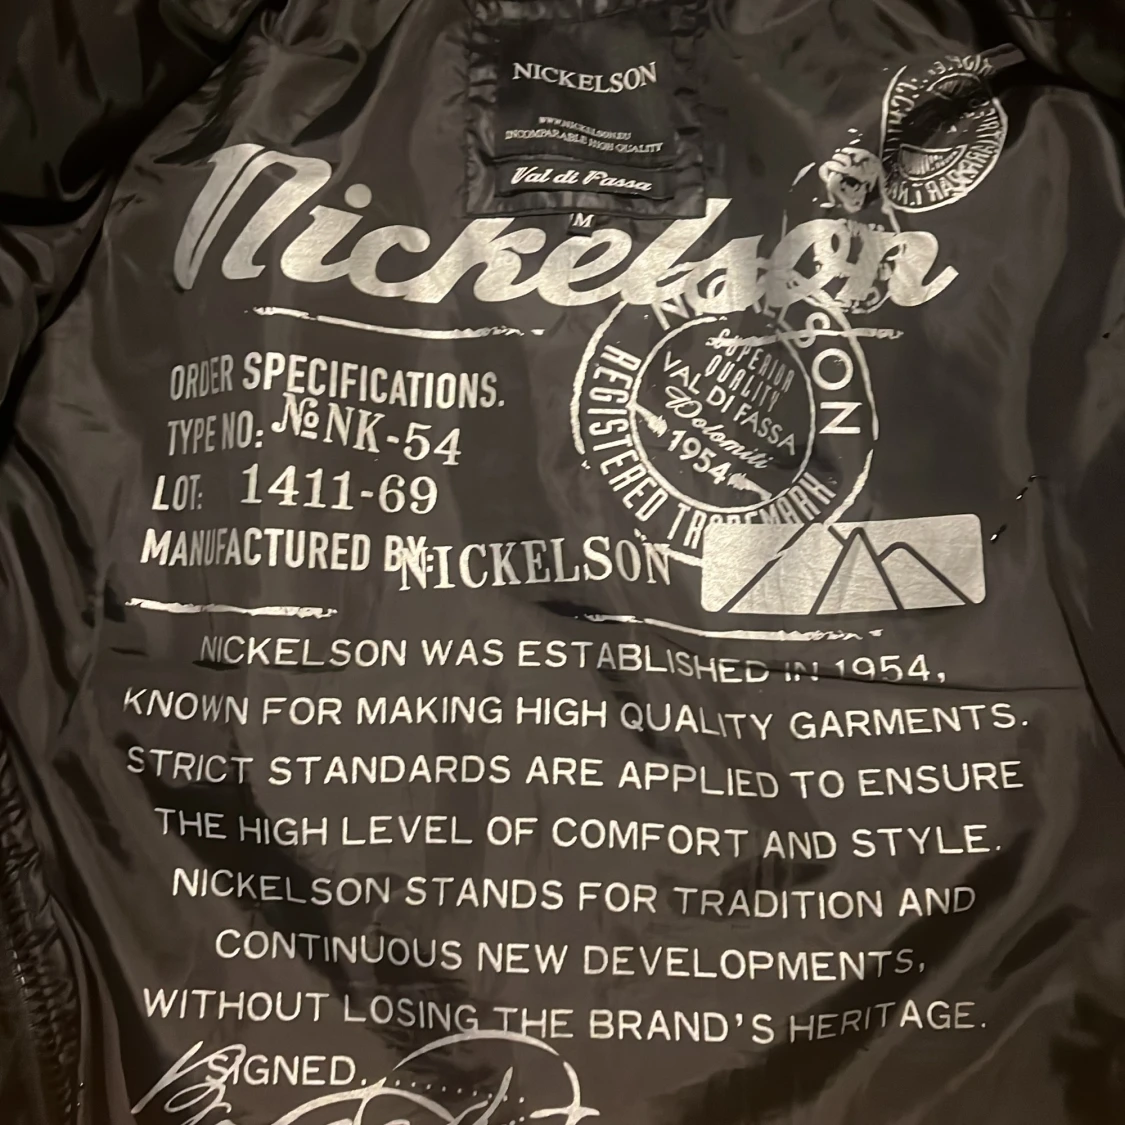 NICKELSON
WWW.NICKELSON.EU
INCOMPARABLE HIGH QUALITY
Val di Fassa
M
Nickelson
ORDER SPECIFICATIONS.
TYPE NO: №NK-54
LOT: 1411-69
MANUFACTURED BY: NICKELSON
NICKELSON
REGISTERED TRADEMARK
SUPERIOR
QUALITY
VAL DI FASSA
Dolomiti
1954
NICKELSON WAS ESTABLISHED IN 1954,
KNOWN FOR MAKING HIGH QUALITY GARMENTS.
STRICT STANDARDS ARE APPLIED TO ENSURE
THE HIGH LEVEL OF COMFORT AND STYLE.
NICKELSON STANDS FOR TRADITION AND
CONTINUOUS NEW DEVELOPMENTS,
WITHOUT LOSING THE BRAND'S HERITAGE.
SIGNED.........